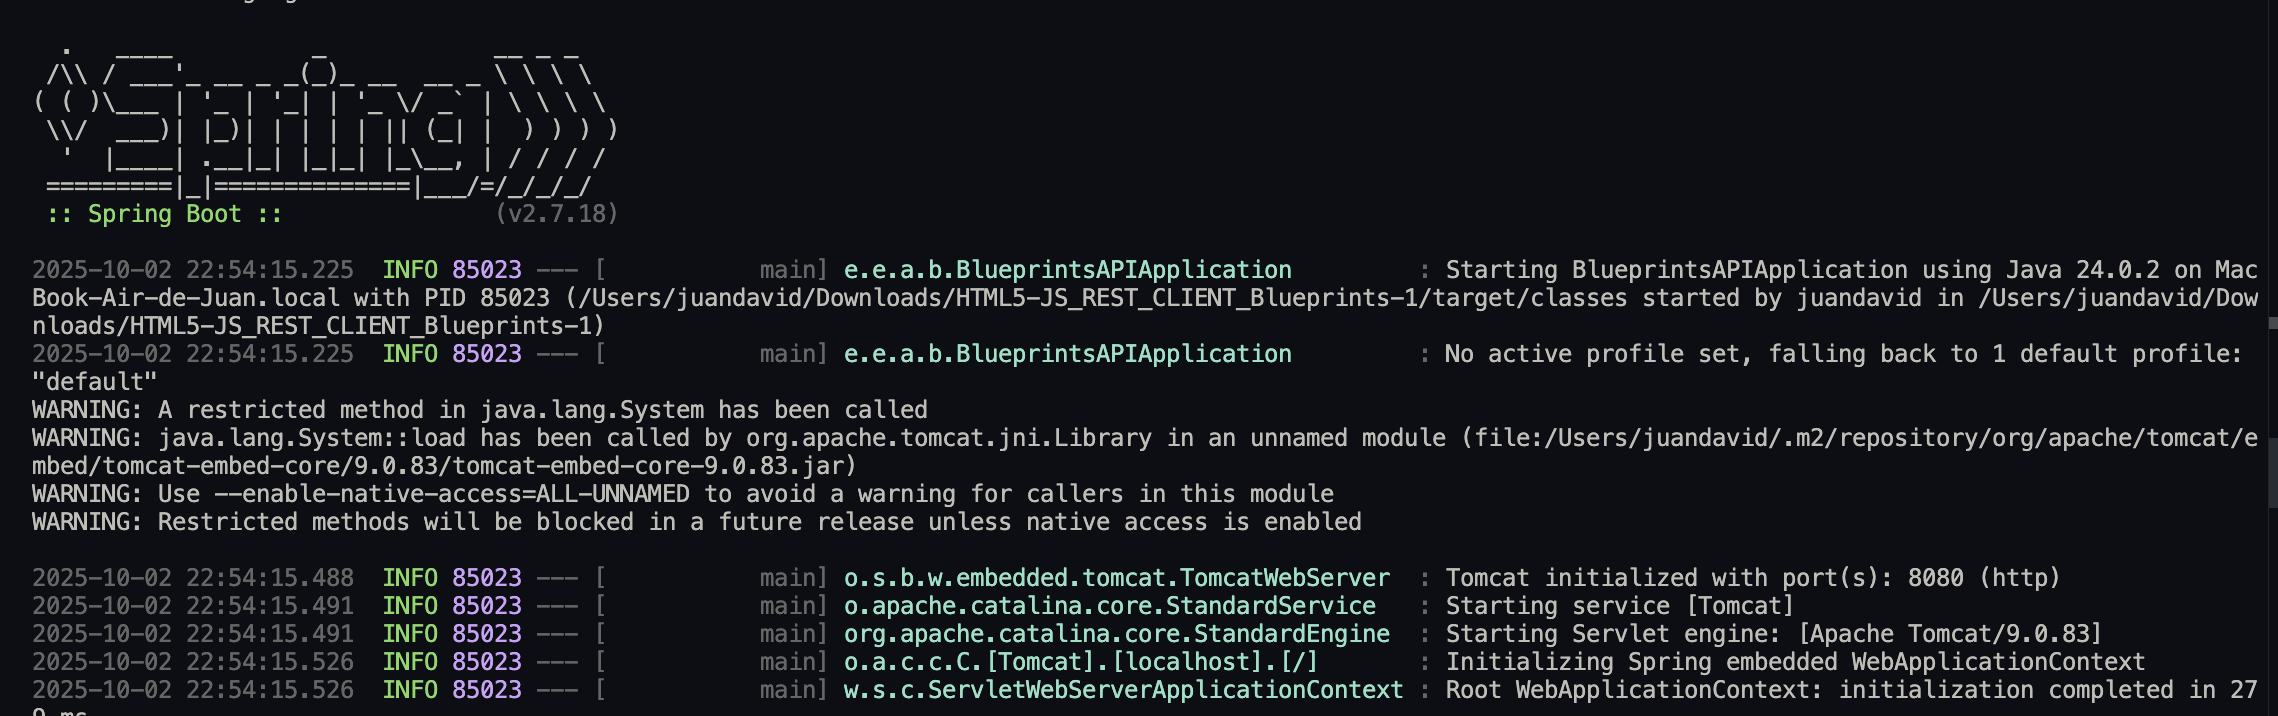 .   ____          _            __ _ _
 /\\ / ___'_ __ _ _(_)_ __  __ _ \ \ \ \
( ( )\___ | '_ | '_| | '_ \/ _` | \ \ \ \
 \\/  ___)| |_)| | | | | || (_| |  ) ) ) )
  '  |____| .__|_| |_|_| |_\__, | / / / /
 =========|_|==============|___/=/_/_/_/
 :: Spring Boot ::                (v2.7.18)
2025-10-02 22:54:15.225  INFO 85023 --- [           main] e.e.a.b.BlueprintsAPIApplication         : Starting BlueprintsAPIApplication using Java 24.0.2 on Mac
Book-Air-de-Juan.local with PID 85023 (/Users/juandavid/Downloads/HTML5-JS_REST_CLIENT_Blueprints-1/target/classes started by juandavid in /Users/juandavid/Dow
nloads/HTML5-JS_REST_CLIENT_Blueprints-1)
2025-10-02 22:54:15.225  INFO 85023 --- [           main] e.e.a.b.BlueprintsAPIApplication         : No active profile set, falling back to 1 default profile:
"default"
WARNING: A restricted method in java.lang.System has been called
WARNING: java.lang.System::load has been called by org.apache.tomcat.jni.Library in an unnamed module (file:/Users/juandavid/.m2/repository/org/apache/tomcat/e
mbed/tomcat-embed-core/9.0.83/tomcat-embed-core-9.0.83.jar)
WARNING: Use --enable-native-access=ALL-UNNAMED to avoid a warning for callers in this module
WARNING: Restricted methods will be blocked in a future release unless native access is enabled
2025-10-02 22:54:15.488  INFO 85023 --- [           main] o.s.b.w.embedded.tomcat.TomcatWebServer  : Tomcat initialized with port(s): 8080 (http)
2025-10-02 22:54:15.491  INFO 85023 --- [           main] o.apache.catalina.core.StandardService   : Starting service [Tomcat]
2025-10-02 22:54:15.491  INFO 85023 --- [           main] org.apache.catalina.core.StandardEngine  : Starting Servlet engine: [Apache Tomcat/9.0.83]
2025-10-02 22:54:15.526  INFO 85023 --- [           main] o.a.c.c.C.[Tomcat].[localhost].[/]       : Initializing Spring embedded WebApplicationContext
2025-10-02 22:54:15.526  INFO 85023 --- [           main] w.s.c.ServletWebServerApplicationContext : Root WebApplicationContext: initialization completed in 27